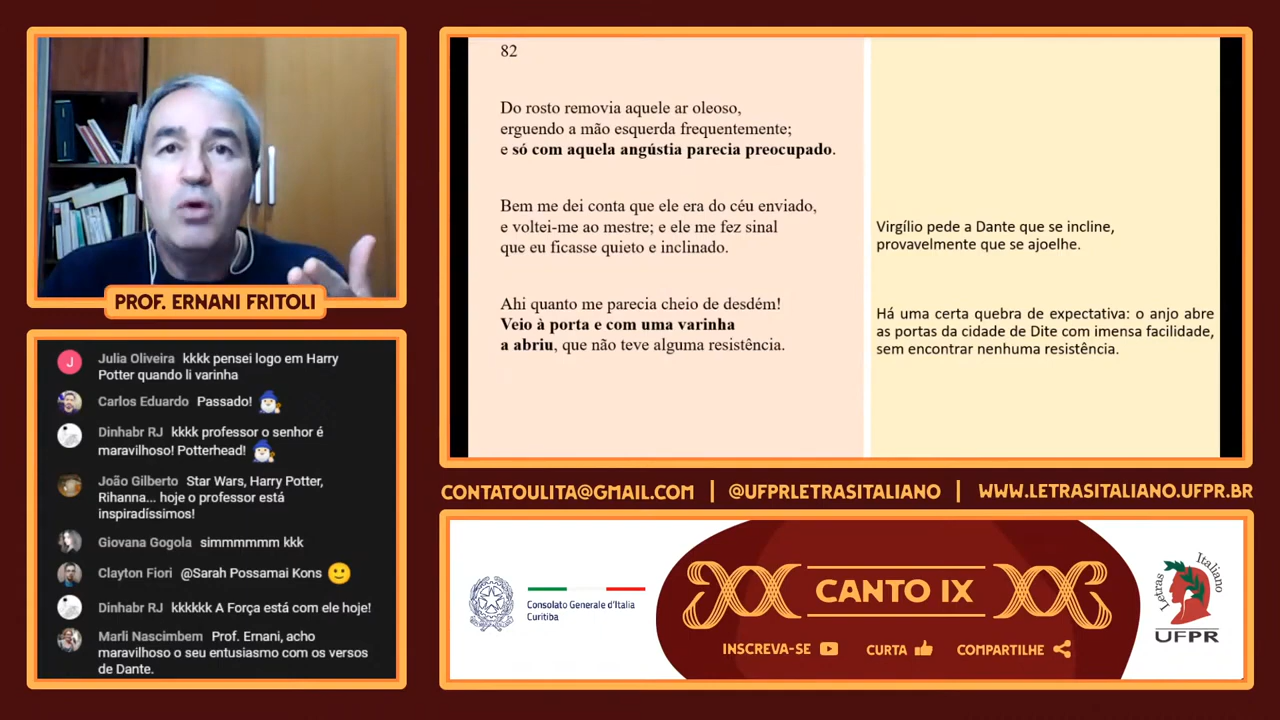 PROF. ERNANI FRITOLI
Julia Oliveira kkkk pensei logo em Harry
Potter quando li varinha
Carlos Eduardo Passado!
Dinhabr RJ kkkk professor o senhor é
maravilhoso! Potterhead!
João Gilberto Star Wars, Harry Potter,
Rihanna... hoje o professor está
inspiradíssimos!
Giovana Gogola simmmmmm kkk
Clayton Fiori @Sarah Possamai Kons
Dinhabr RJ kkkkkk A Força está com ele hoje!
Marli Nascimbem Prof. Ernani, acho
maravilhoso o seu entusiasmo com os versos
de Dante.
82
Do rosto removia aquele ar oleoso,
erguendo a mão esquerda frequentemente;
e só com aquela angústia parecia preocupado.
Bem me dei conta que ele era do céu enviado,
e voltei-me ao mestre; e ele me fez sinal
que eu ficasse quieto e inclinado.
Ahi quanto me parecia cheio de desdém!
Veio à porta e com uma varinha
a abriu, que não teve alguma resistência.
Virgílio pede a Dante que se incline,
provavelmente que se ajoelhe.
Há uma certa quebra de expectativa: o anjo abre
as portas da cidade de Dite com imensa facilidade,
sem encontrar nenhuma resistência.
CONTATOULITA@GMAIL.COM | @UFPRLETRASITALIANO | WWW.LETRASITALIANO.UFPR.BR
Consolato Generale d'Italia
Curitiba
CANTO IX
INSCREVA-SE CURTA COMPARTILHE
Letras Italiano
UFPR